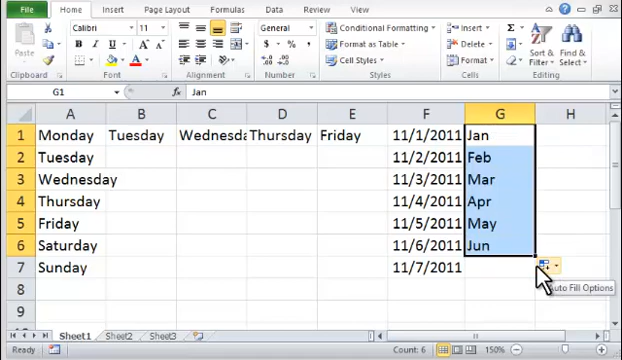 File Home Insert Page Layout Formulas Data Review View
Calibri 11 General Conditional Formatting Insert Σ
Paste B I U $ % , Format as Table Delete Sort & Filter Find & Select
Cell Styles Format
Clipboard Font Alignment Number Styles Cells Editing
G1 fx Jan
A B C D E F G H
1 Monday Tuesday Wednesda Thursday Friday 11/1/2011 Jan
2 Tuesday 11/2/2011 Feb
3 Wednesday 11/3/2011 Mar
4 Thursday 11/4/2011 Apr
5 Friday 11/5/2011 May
6 Saturday 11/6/2011 Jun
7 Sunday 11/7/2011
8 Auto Fill Options
9
Sheet1 Sheet2 Sheet3
Ready Count: 6 150%